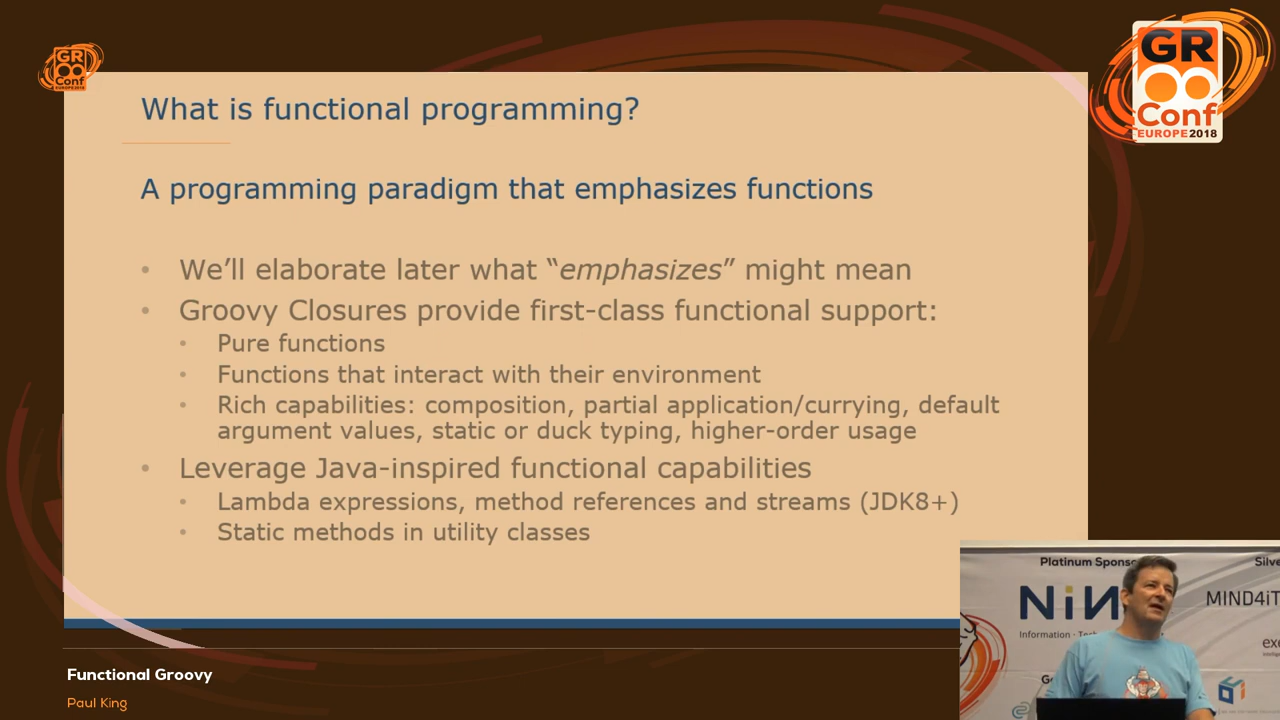 GR
Conf
EUROPE2018
GR
Conf
EUROPE2018
What is functional programming?
A programming paradigm that emphasizes functions
• We’ll elaborate later what “emphasizes” might mean
• Groovy Closures provide first-class functional support:
• Pure functions
• Functions that interact with their environment
• Rich capabilities: composition, partial application/currying, default
argument values, static or duck typing, higher-order usage
• Leverage Java-inspired functional capabilities
• Lambda expressions, method references and streams (JDK8+)
• Static methods in utility classes
Platinum
NiN
Information
MIND4iT
Functional Groovy
Paul King